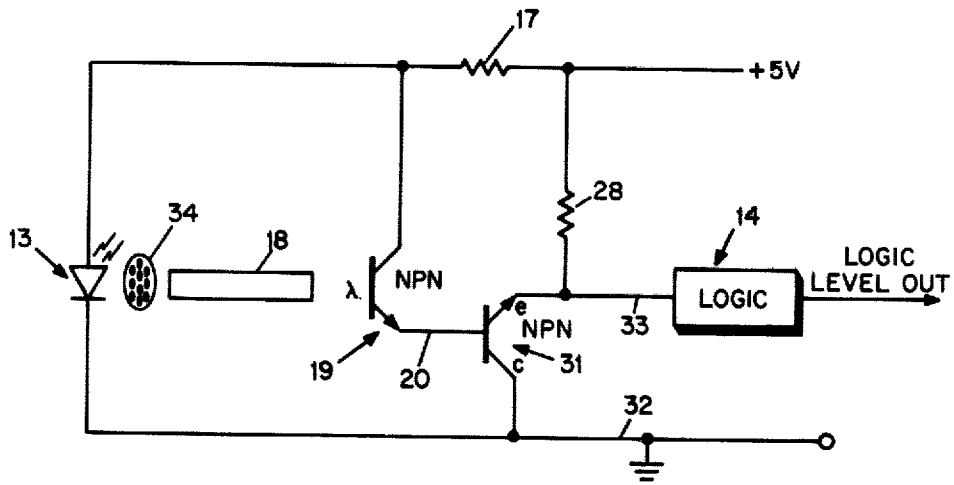 17
+5V
28
34
13
18
14
LOGIC
LEVEL OUT
λ
NPN
LOGIC
e
NPN
33
19
20
c
31
32